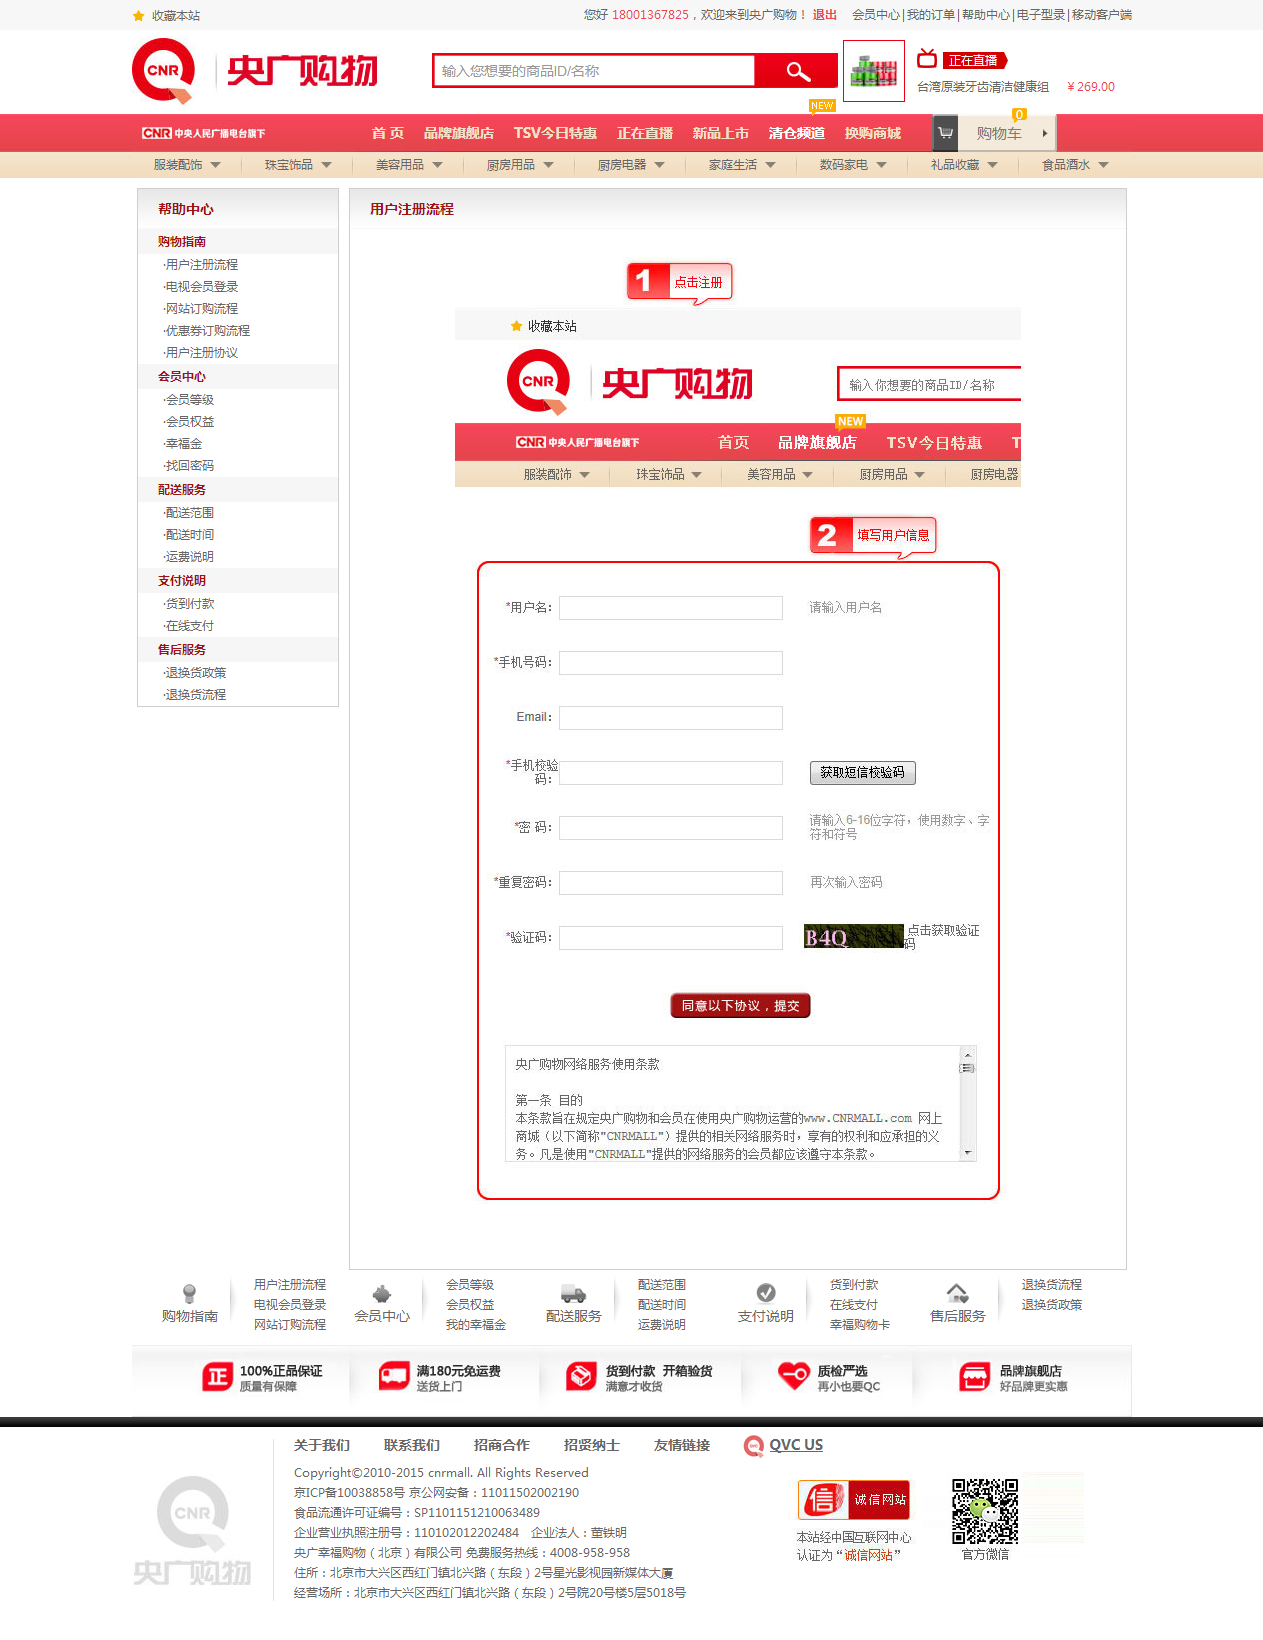 收藏本站
您好 18001367825，欢迎来到央广购物！ 退出 会员中心|我的订单|帮助中心|电子型录|移动客户端
CNR 央广购物
输入您想要的商品ID/名称
正在直播
台湾原装牙齿清洁健康组 ￥269.00
NEW
CNR 中央人民广播电台旗下
首 页 品牌旗舰店 TSV今日特惠 正在直播 新品上市 清仓频道 换购商城
购物车 0
服装配饰 珠宝饰品 美容用品 厨房用品 厨房电器 家庭生活 数码家电 礼品收藏 食品酒水
帮助中心
购物指南
·用户注册流程
·电视会员登录
·网站订购流程
·优惠券订购流程
·用户注册协议
会员中心
·会员等级
·会员权益
·幸福金
·找回密码
配送服务
·配送范围
·配送时间
·运费说明
支付说明
·货到付款
·在线支付
售后服务
·退换货政策
·退换货流程
用户注册流程
1 点击注册
收藏本站
CNR 央广购物
输入你想要的商品ID/名称
NEW
CNR 中央人民广播电台旗下
首页 品牌旗舰店 TSV今日特惠 T
服装配饰 珠宝饰品 美容用品 厨房用品 厨房电器
2 填写用户信息
*用户名： 请输入用户名
*手机号码：
Email：
*手机校验
码：
获取短信校验码
*密 码：
请输入6-16位字符，使用数字、字
符和符号
*重复密码： 再次输入密码
*验证码： B4Q 点击获取验证
码
同意以下协议，提交
央广购物网络服务使用条款
第一条 目的
本条款旨在规定央广购物和会员在使用央广购物运营的www.CNRMALL.com 网上
商城（以下简称"CNRMALL"）提供的相关网络服务时，享有的权利和应承担的义
务。凡是使用"CNRMALL"提供的网络服务的会员都应该遵守本条款。
购物指南
用户注册流程
电视会员登录
网站订购流程
会员中心
会员等级
会员权益
我的幸福金
配送服务
配送范围
配送时间
运费说明
支付说明
货到付款
在线支付
幸福购物卡
售后服务
退换货流程
退换货政策
正 100%正品保证
质量有保障
满180元免运费
送货上门
货到付款 开箱验货
满意才收货
质检严选
再小也要QC
品牌旗舰店
好品牌更实惠
关于我们 联系我们 招商合作 招贤纳士 友情链接 QVC US
CNR
央广购物
Copyright©2010-2015 cnrmall. All Rights Reserved
京ICP备10038858号 京公网安备：11011502002190
食品流通许可证编号：SP1101151210063489
企业营业执照注册号：110102012202484 企业法人：董铁明
央广幸福购物（北京）有限公司 免费服务热线：4008-958-958
住所：北京市大兴区西红门镇北兴路（东段）2号星光影视园新媒体大厦
经营场所：北京市大兴区西红门镇北兴路（东段）2号院20号楼5层5018号
信 诚信网站
本站经中国互联网中心
认证为“诚信网站”
官方微信